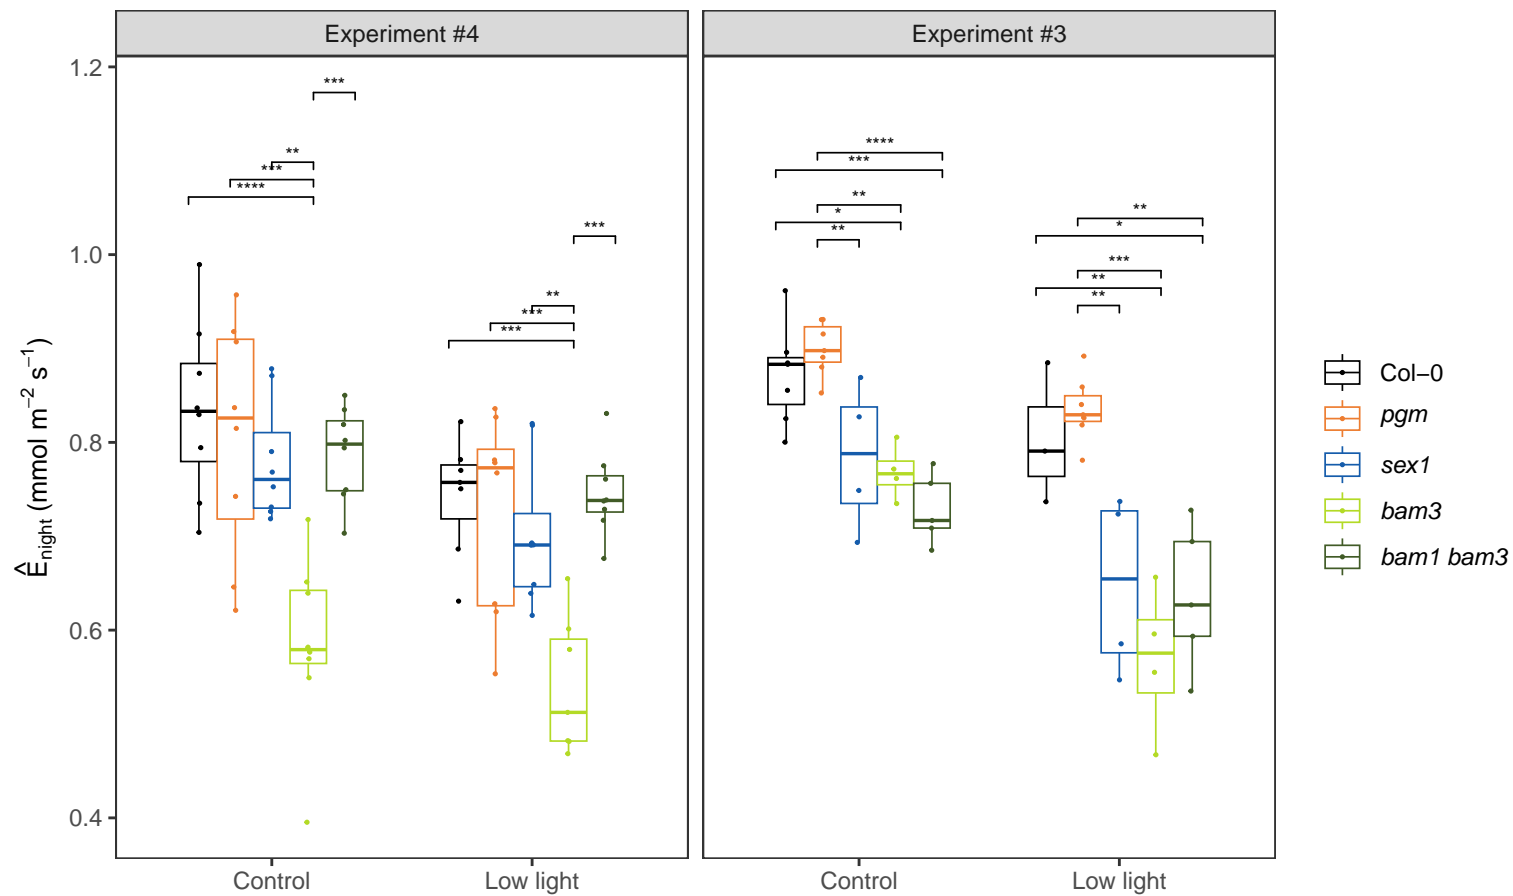 Experiment #4
Experiment #3
Ênight (mmol m−2 s−1)
1.2
1.0
0.8
0.6
0.4
***
**
***
****
***
**
***
***
****
***
**
*
**
**
*
***
**
**
Control
Low light
Control
Low light
Col−0
pgm
sex1
bam3
bam1 bam3